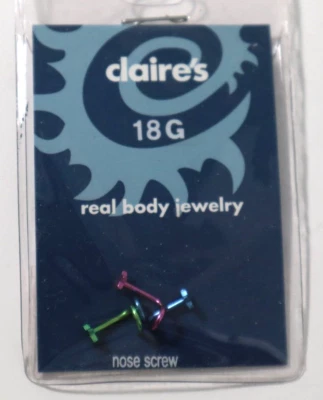 claire's
18G
real body jewelry
nose screw